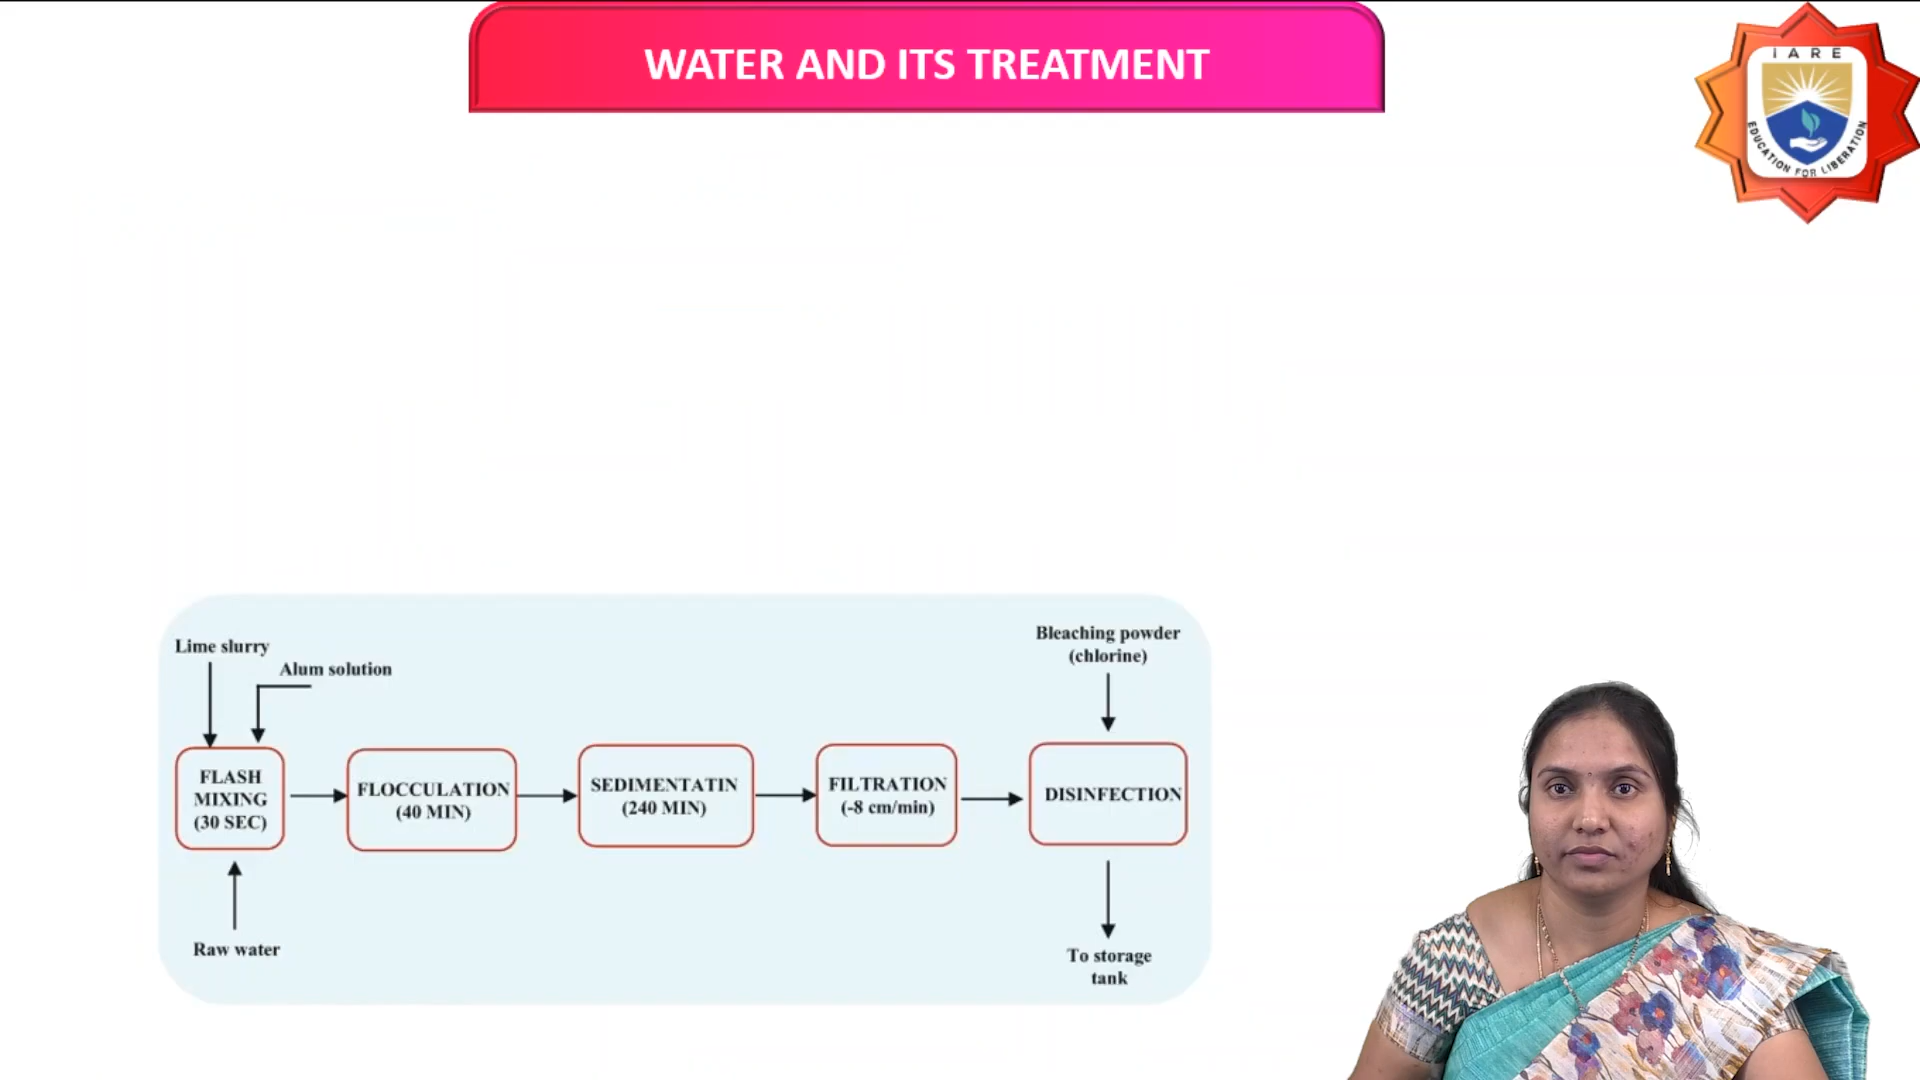 WATER AND ITS TREATMENT
IARE
EDUCATION FOR LIBERATION
Lime slurry
Alum solution
Bleaching powder
(chlorine)
FLASH
MIXING
(30 SEC)
FLOCCULATION
(40 MIN)
SEDIMENTATIN
(240 MIN)
FILTRATION
(-8 cm/min)
DISINFECTION
Raw water
To storage
tank